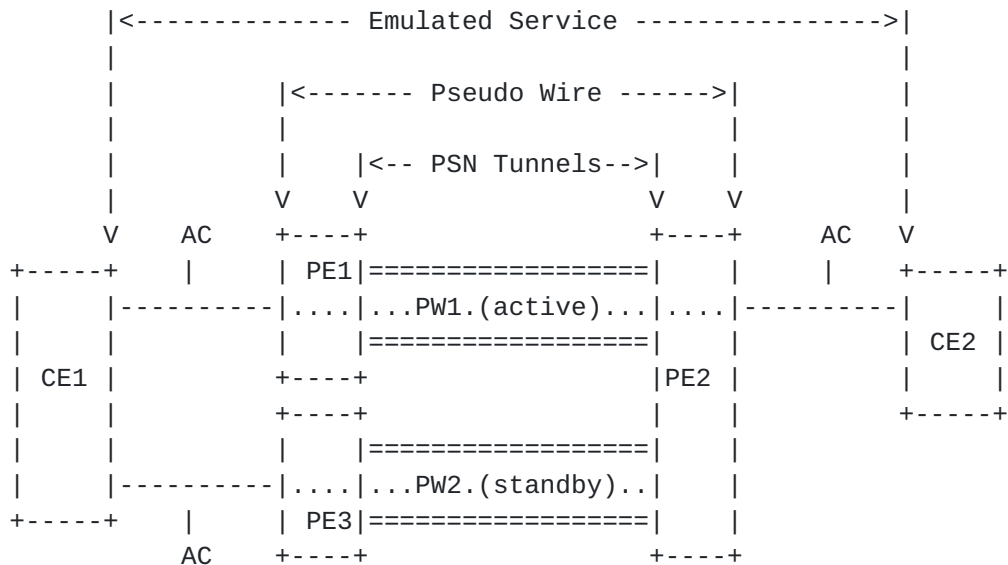 |<-------------- Emulated Service ---------------->|
|                                                  |
|          |<------- Pseudo Wire ------>|          |
|          |                            |          |
|          |    |<-- PSN Tunnels-->|    |          |
|          V    V                  V    V          |
V    AC    +----+                  +----+     AC   V
+-----+    |     | PE1|==================|    |     |    +-----+
|     |----------|....|...PW1.(active)...|....|----------|     |
|     |          |    |==================|    |          | CE2 |
| CE1 |          +----+                  |PE2 |          |     |
|     |          +----+                  |    |          +-----+
|     |          |    |==================|    |
|     |----------|....|...PW2.(standby)..|    |
+-----+    |     | PE3|==================|    |
AC    +----+                  +----+